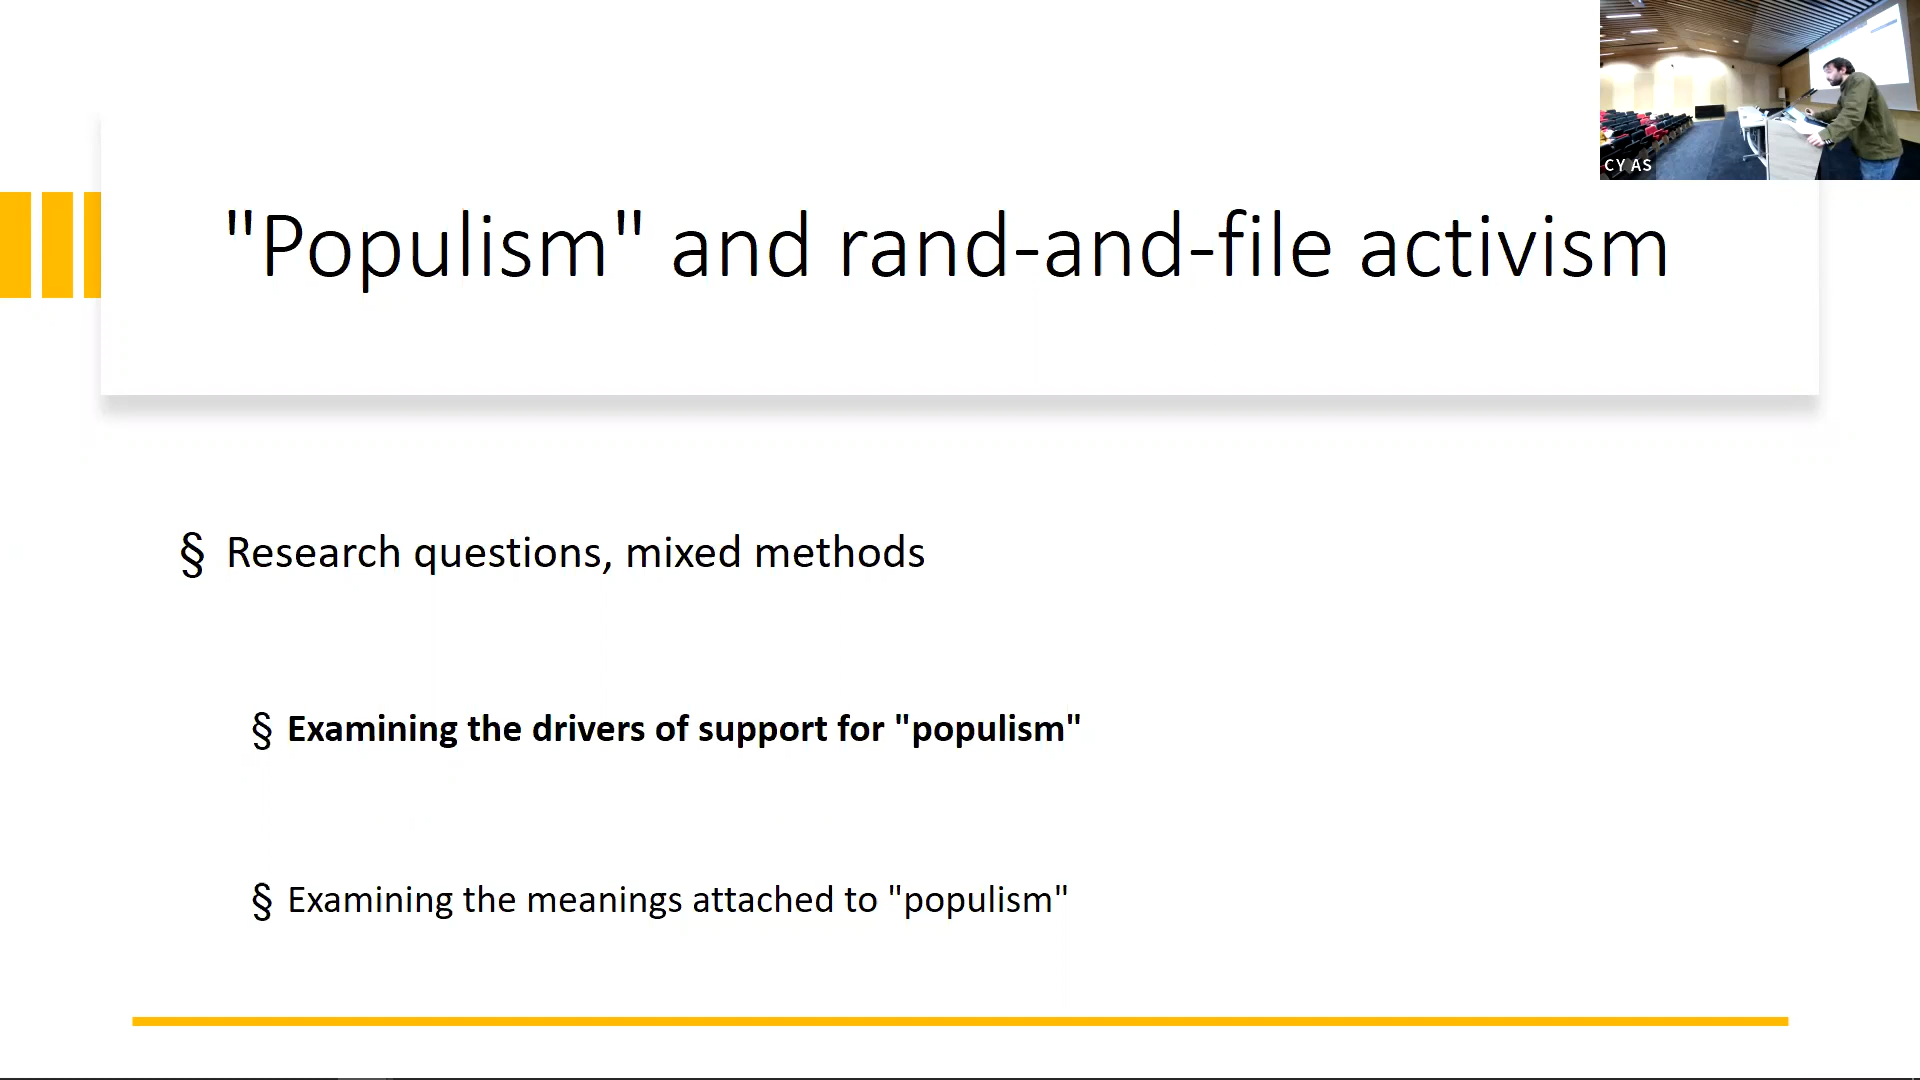 CY AS
"Populism" and rand-and-file activism
§ Research questions, mixed methods
§ Examining the drivers of support for "populism"
§ Examining the meanings attached to "populism"